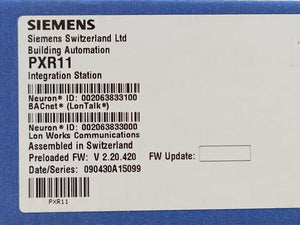 SIEMENS
Siemens Switzerland Ltd
Building Automation
PXR11
Integration Station
Neuron® ID: 002063833100
BACnet® (LonTalk®)
Neuron® ID: 002063833000
Lon Works Communications
Assembled in Switzerland
Preloaded FW: V 2.20.420 FW Update:
Date/Series: 090430A15099
PXR11